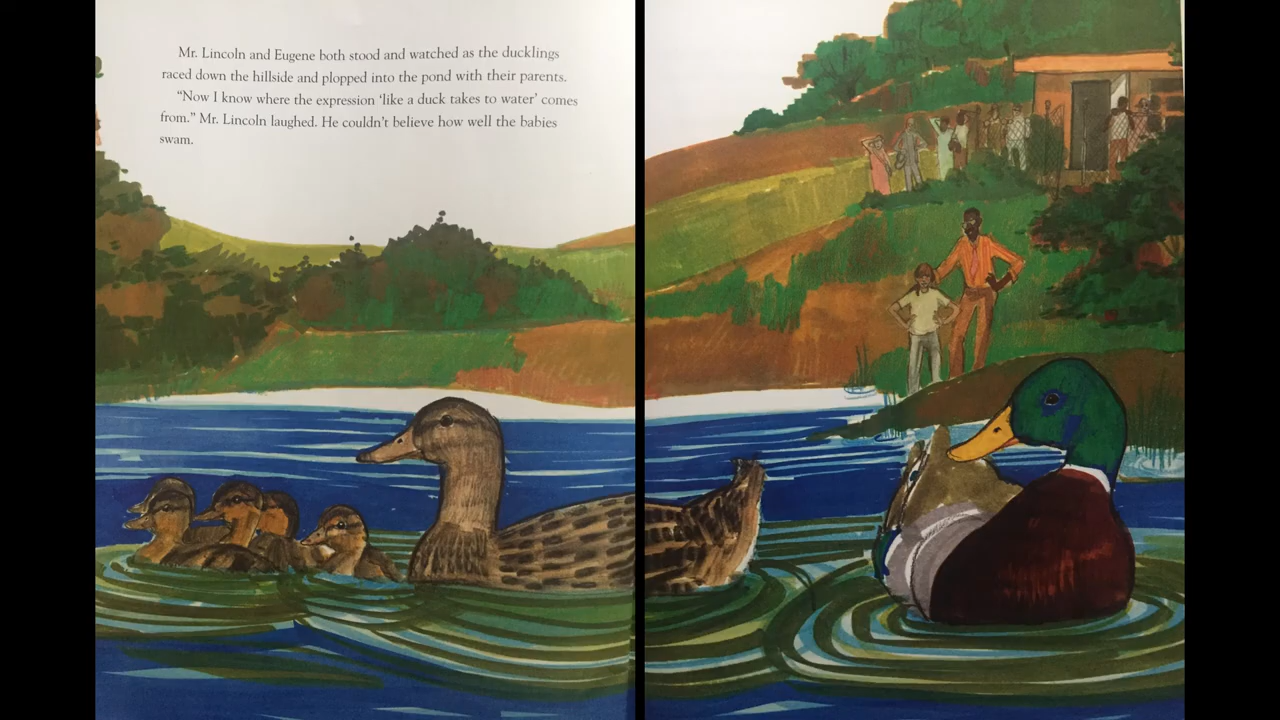 Mr. Lincoln and Eugene both stood and watched as the ducklings
raced down the hillside and plopped into the pond with their parents.
“Now I know where the expression ‘like a duck takes to water’ comes
from.” Mr. Lincoln laughed. He couldn’t believe how well the babies
swam.